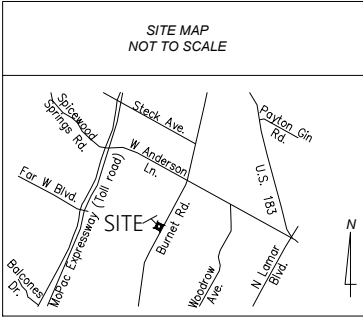 SITE MAP
NOT TO SCALE
Steck Ave.
Spicewood
Springs Rd.
Payton Gin
Rd.
W Anderson
Ln.
U.S. 183
Far W Blvd.
MoPac Expressway (Toll road)
SITE
Burnet Rd.
N
Woodrow
Ave.
N Lamar
Blvd.
Balcones
Dr.